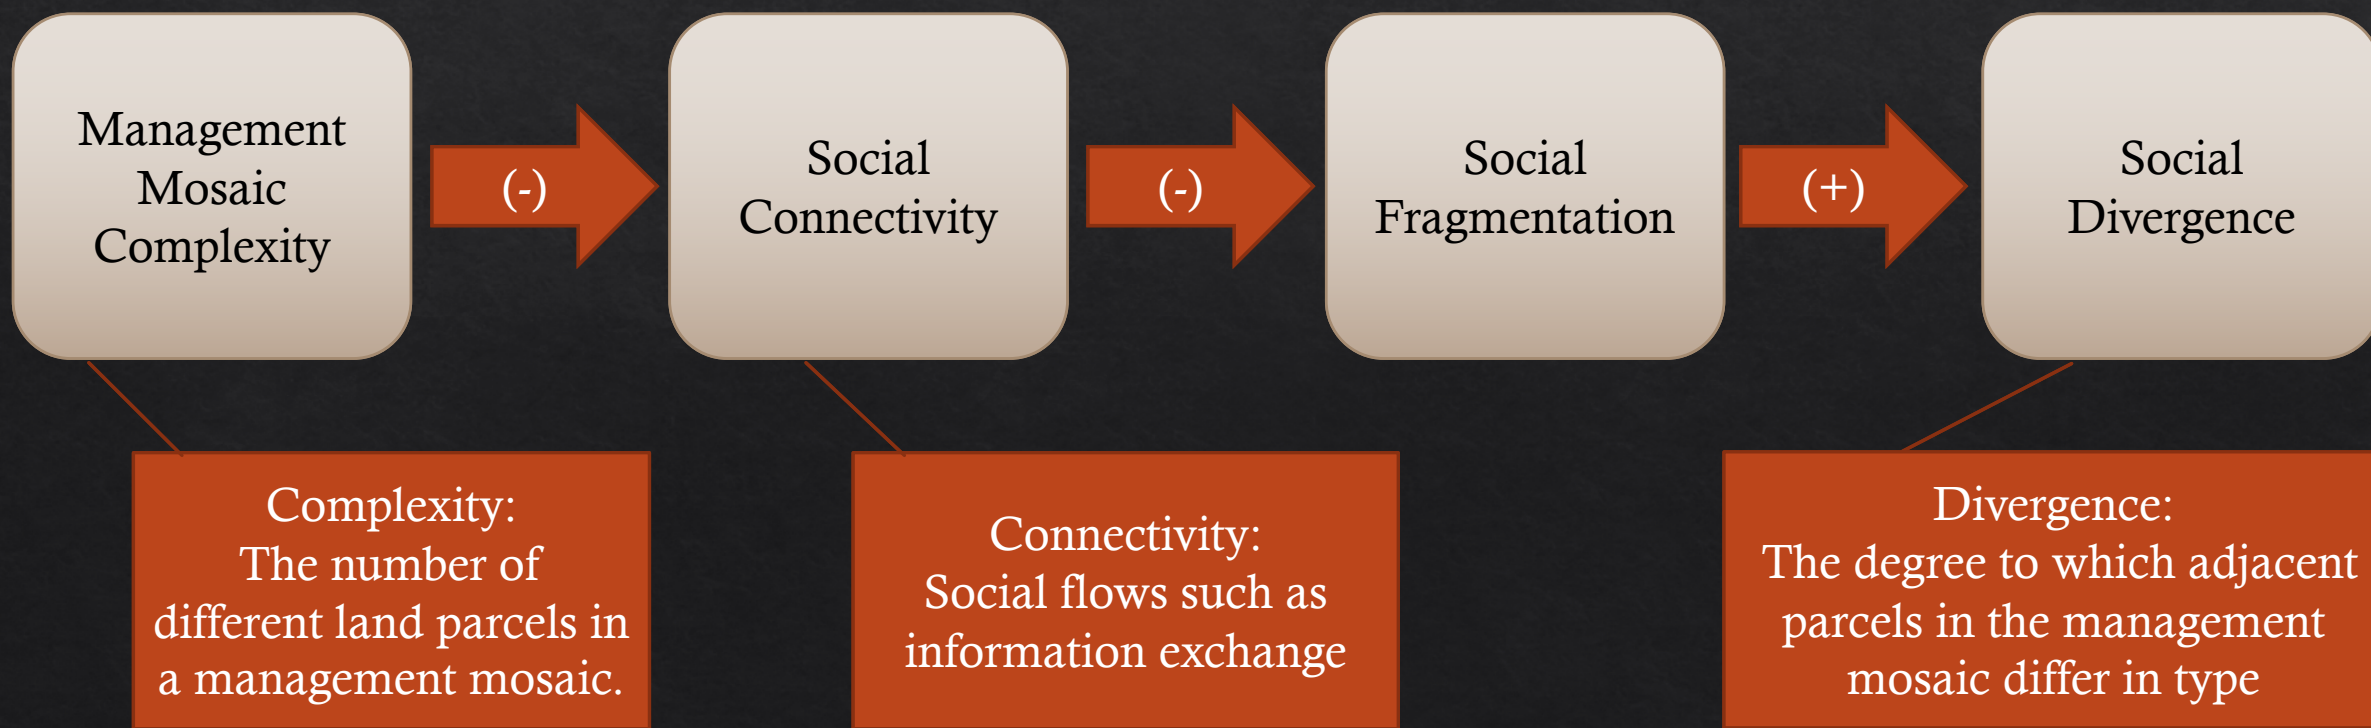 Management
Mosaic
Complexity
(-)
Social
Connectivity
(-)
Social
Fragmentation
(+)
Social
Divergence
Complexity:
The number of
different land parcels in
a management mosaic.
Connectivity:
Social flows such as
information exchange
Divergence:
The degree to which adjacent
parcels in the management
mosaic differ in type